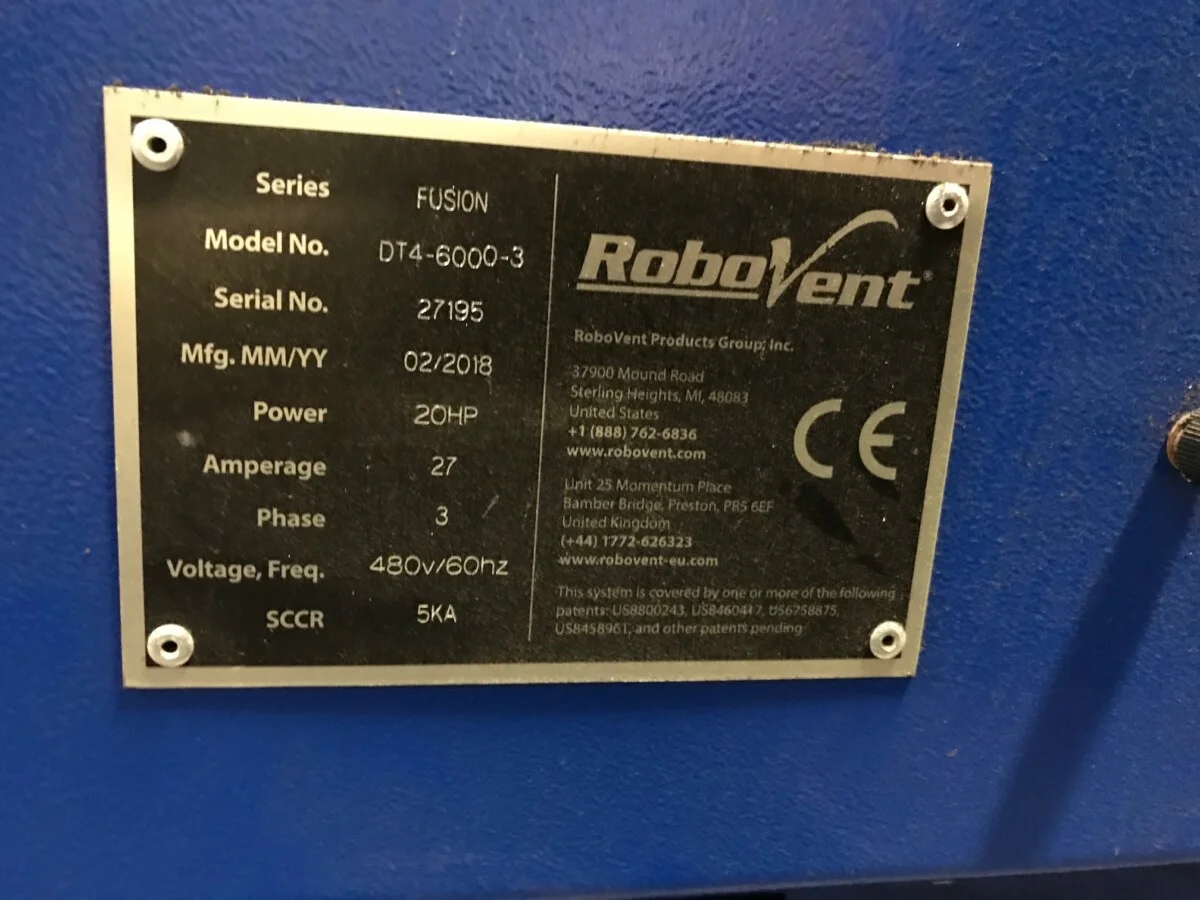 Series FUSION
Model No. DT4-6000-3
Serial No. 27195
Mfg. MM/YY 02/2018
Power 20HP
Amperage 27
Phase 3
Voltage, Freq. 480v/60hz
SCCR 5KA
RoboVent®
RoboVent Products Group, Inc.
37900 Mound Road
Sterling Heights, MI, 48083
United States
+1 (888) 762-6836
www.robovent.com
CE
Unit 25 Momentum Place
Bamber Bridge, Preston, PR5 6EF
United Kingdom
(+44) 1772-626323
www.robovent-eu.com
This system is covered by one or more of the following
patents: US8800243, US8460417, US6758875,
US8458961, and other patents pending